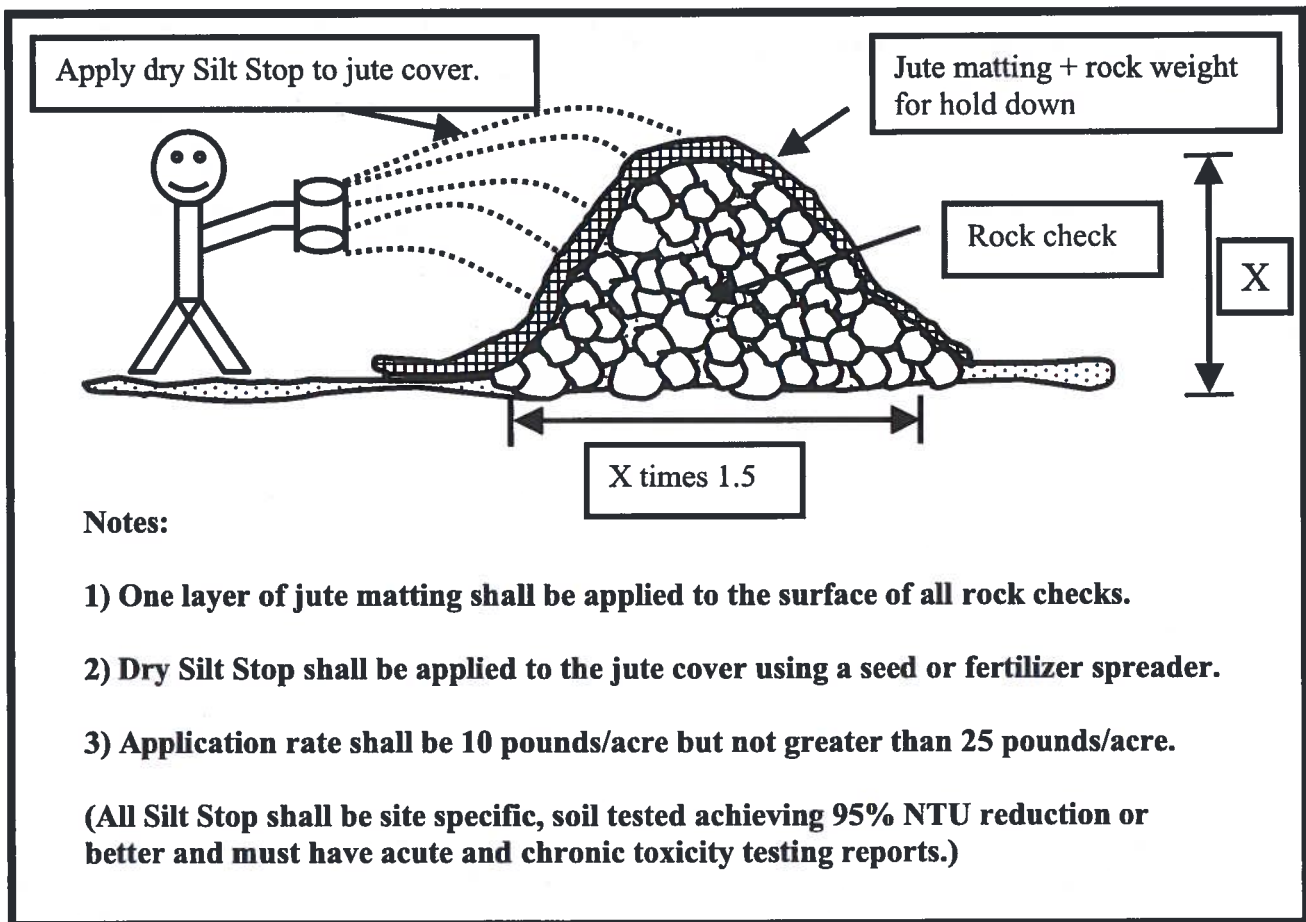 Apply dry Silt Stop to jute cover.
Jute matting + rock weight
for hold down
Rock check
X
X times 1.5
Notes:
1) One layer of jute matting shall be applied to the surface of all rock checks.
2) Dry Silt Stop shall be applied to the jute cover using a seed or fertilizer spreader.
3) Application rate shall be 10 pounds/acre but not greater than 25 pounds/acre.
(All Silt Stop shall be site specific, soil tested achieving 95% NTU reduction or
better and must have acute and chronic toxicity testing reports.)